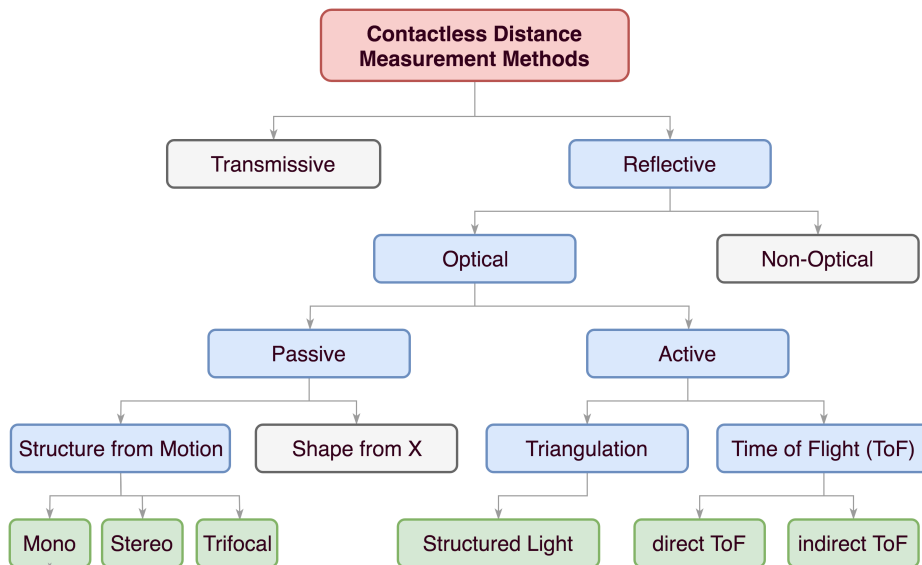 Contactless Distance
Measurement Methods
Transmissive
Reflective
Optical
Non-Optical
Passive
Active
Structure from Motion
Shape from X
Triangulation
Time of Flight (ToF)
Mono
Stereo
Trifocal
Structured Light
direct ToF
indirect ToF